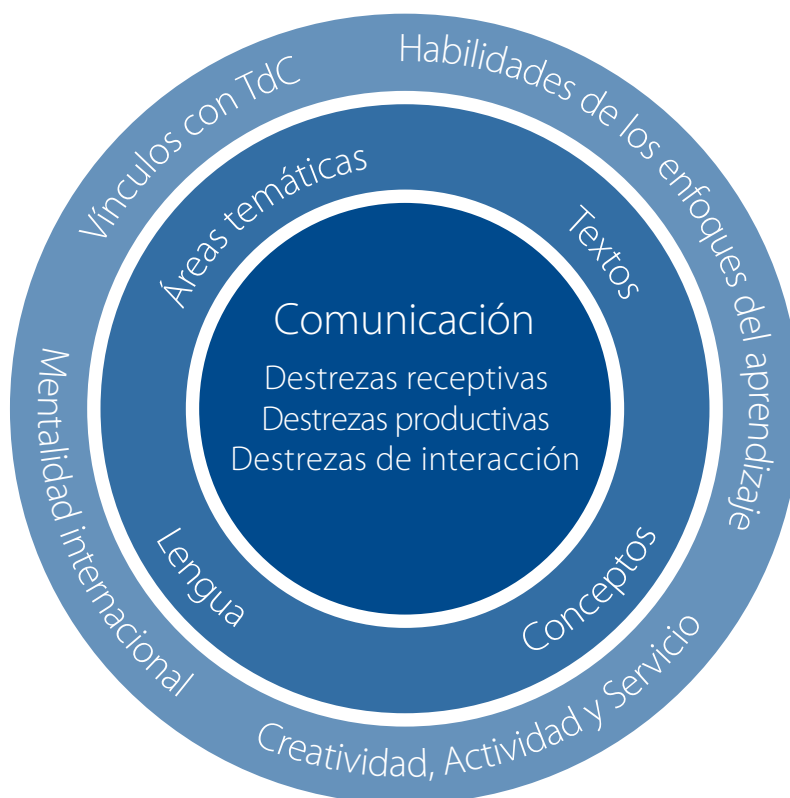 Vínculos con TdC
Habilidades de los enfoques del aprendizaje
Áreas temáticas
Textos
Comunicación
Destrezas receptivas
Destrezas productivas
Destrezas de interacción
Mentalidad internacional
Lengua
Conceptos
Creatividad, Actividad y Servicio